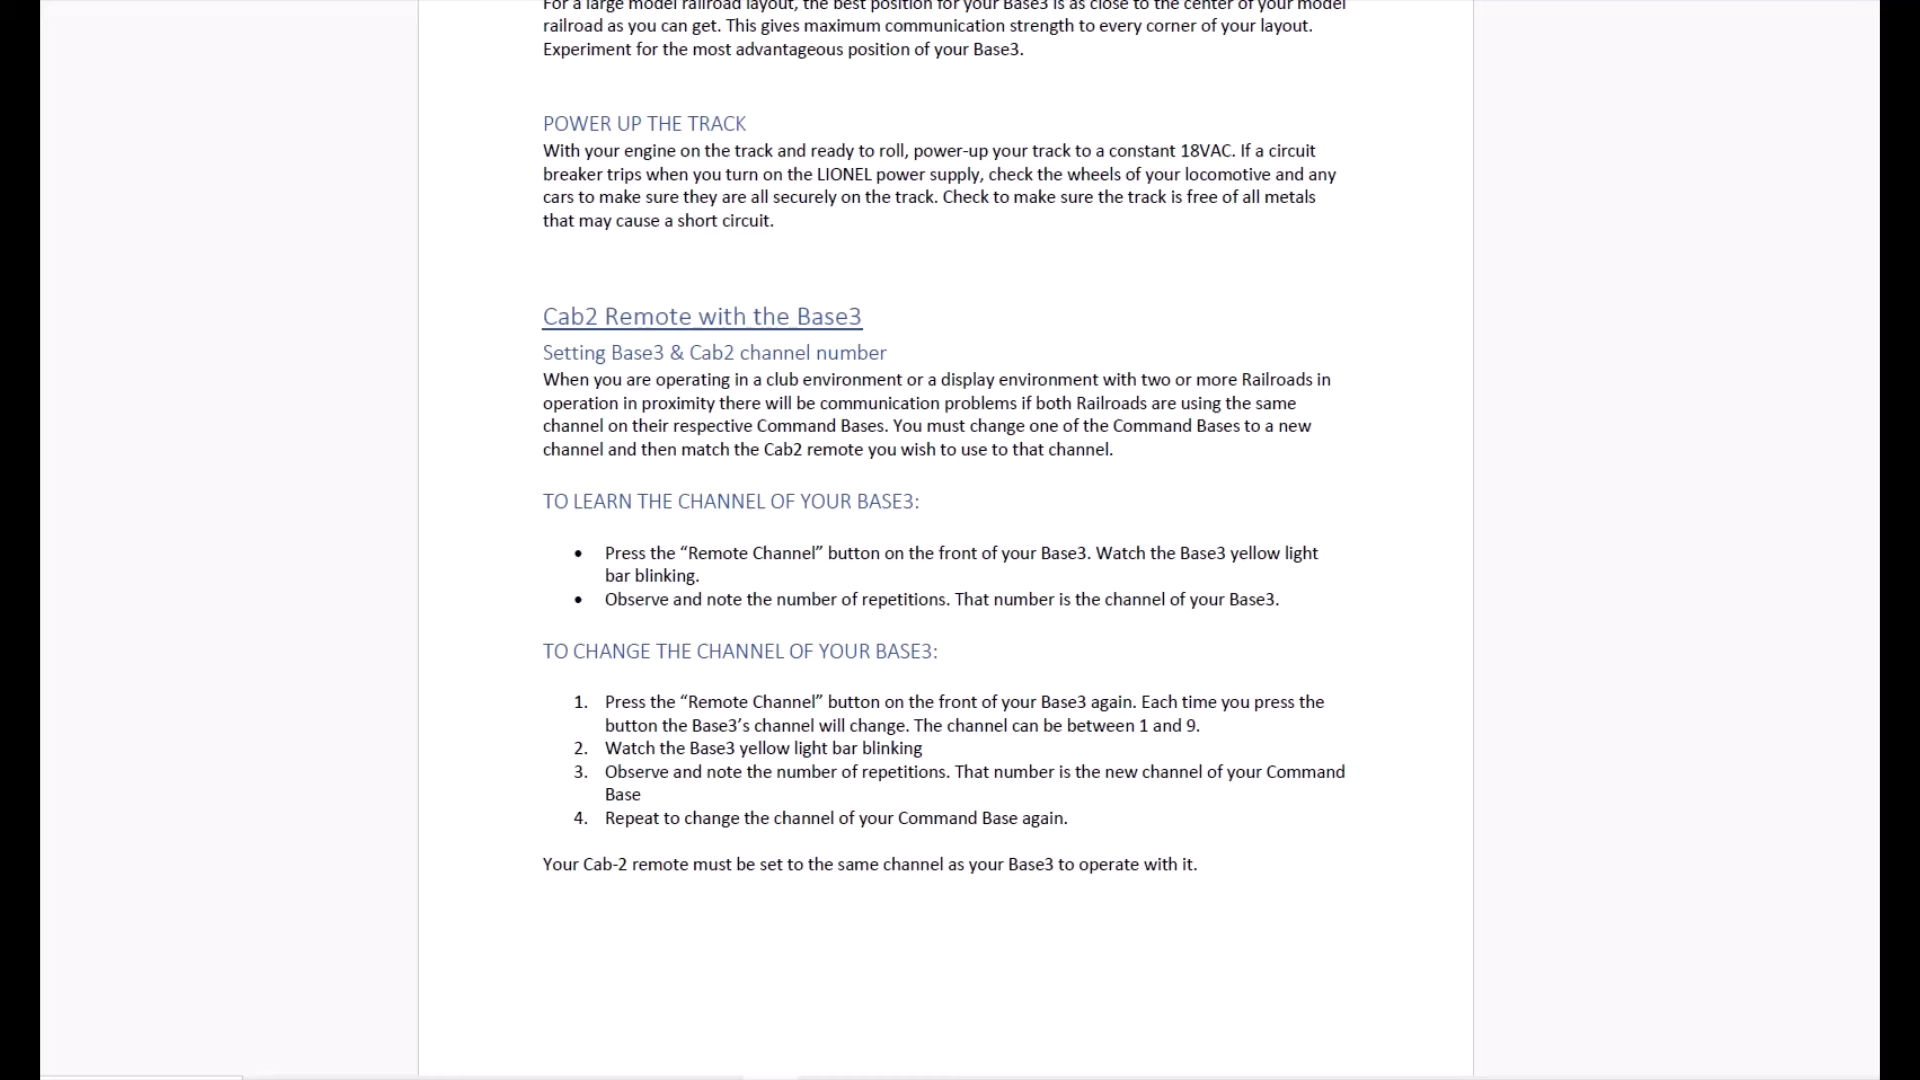 For a large model railroad layout, the best position for your Base3 is as close to the center of your model
railroad as you can get. This gives maximum communication strength to every corner of your layout.
Experiment for the most advantageous position of your Base3.
POWER UP THE TRACK
With your engine on the track and ready to roll, power-up your track to a constant 18VAC. If a circuit
breaker trips when you turn on the LIONEL power supply, check the wheels of your locomotive and any
cars to make sure they are all securely on the track. Check to make sure the track is free of all metals
that may cause a short circuit.
Cab2 Remote with the Base3
Setting Base3 & Cab2 channel number
When you are operating in a club environment or a display environment with two or more Railroads in
operation in proximity there will be communication problems if both Railroads are using the same
channel on their respective Command Bases. You must change one of the Command Bases to a new
channel and then match the Cab2 remote you wish to use to that channel.
TO LEARN THE CHANNEL OF YOUR BASE3:
• Press the “Remote Channel” button on the front of your Base3. Watch the Base3 yellow light
bar blinking.
• Observe and note the number of repetitions. That number is the channel of your Base3.
TO CHANGE THE CHANNEL OF YOUR BASE3:
1. Press the “Remote Channel” button on the front of your Base3 again. Each time you press the
button the Base3’s channel will change. The channel can be between 1 and 9.
2. Watch the Base3 yellow light bar blinking
3. Observe and note the number of repetitions. That number is the new channel of your Command
Base
4. Repeat to change the channel of your Command Base again.
Your Cab-2 remote must be set to the same channel as your Base3 to operate with it.